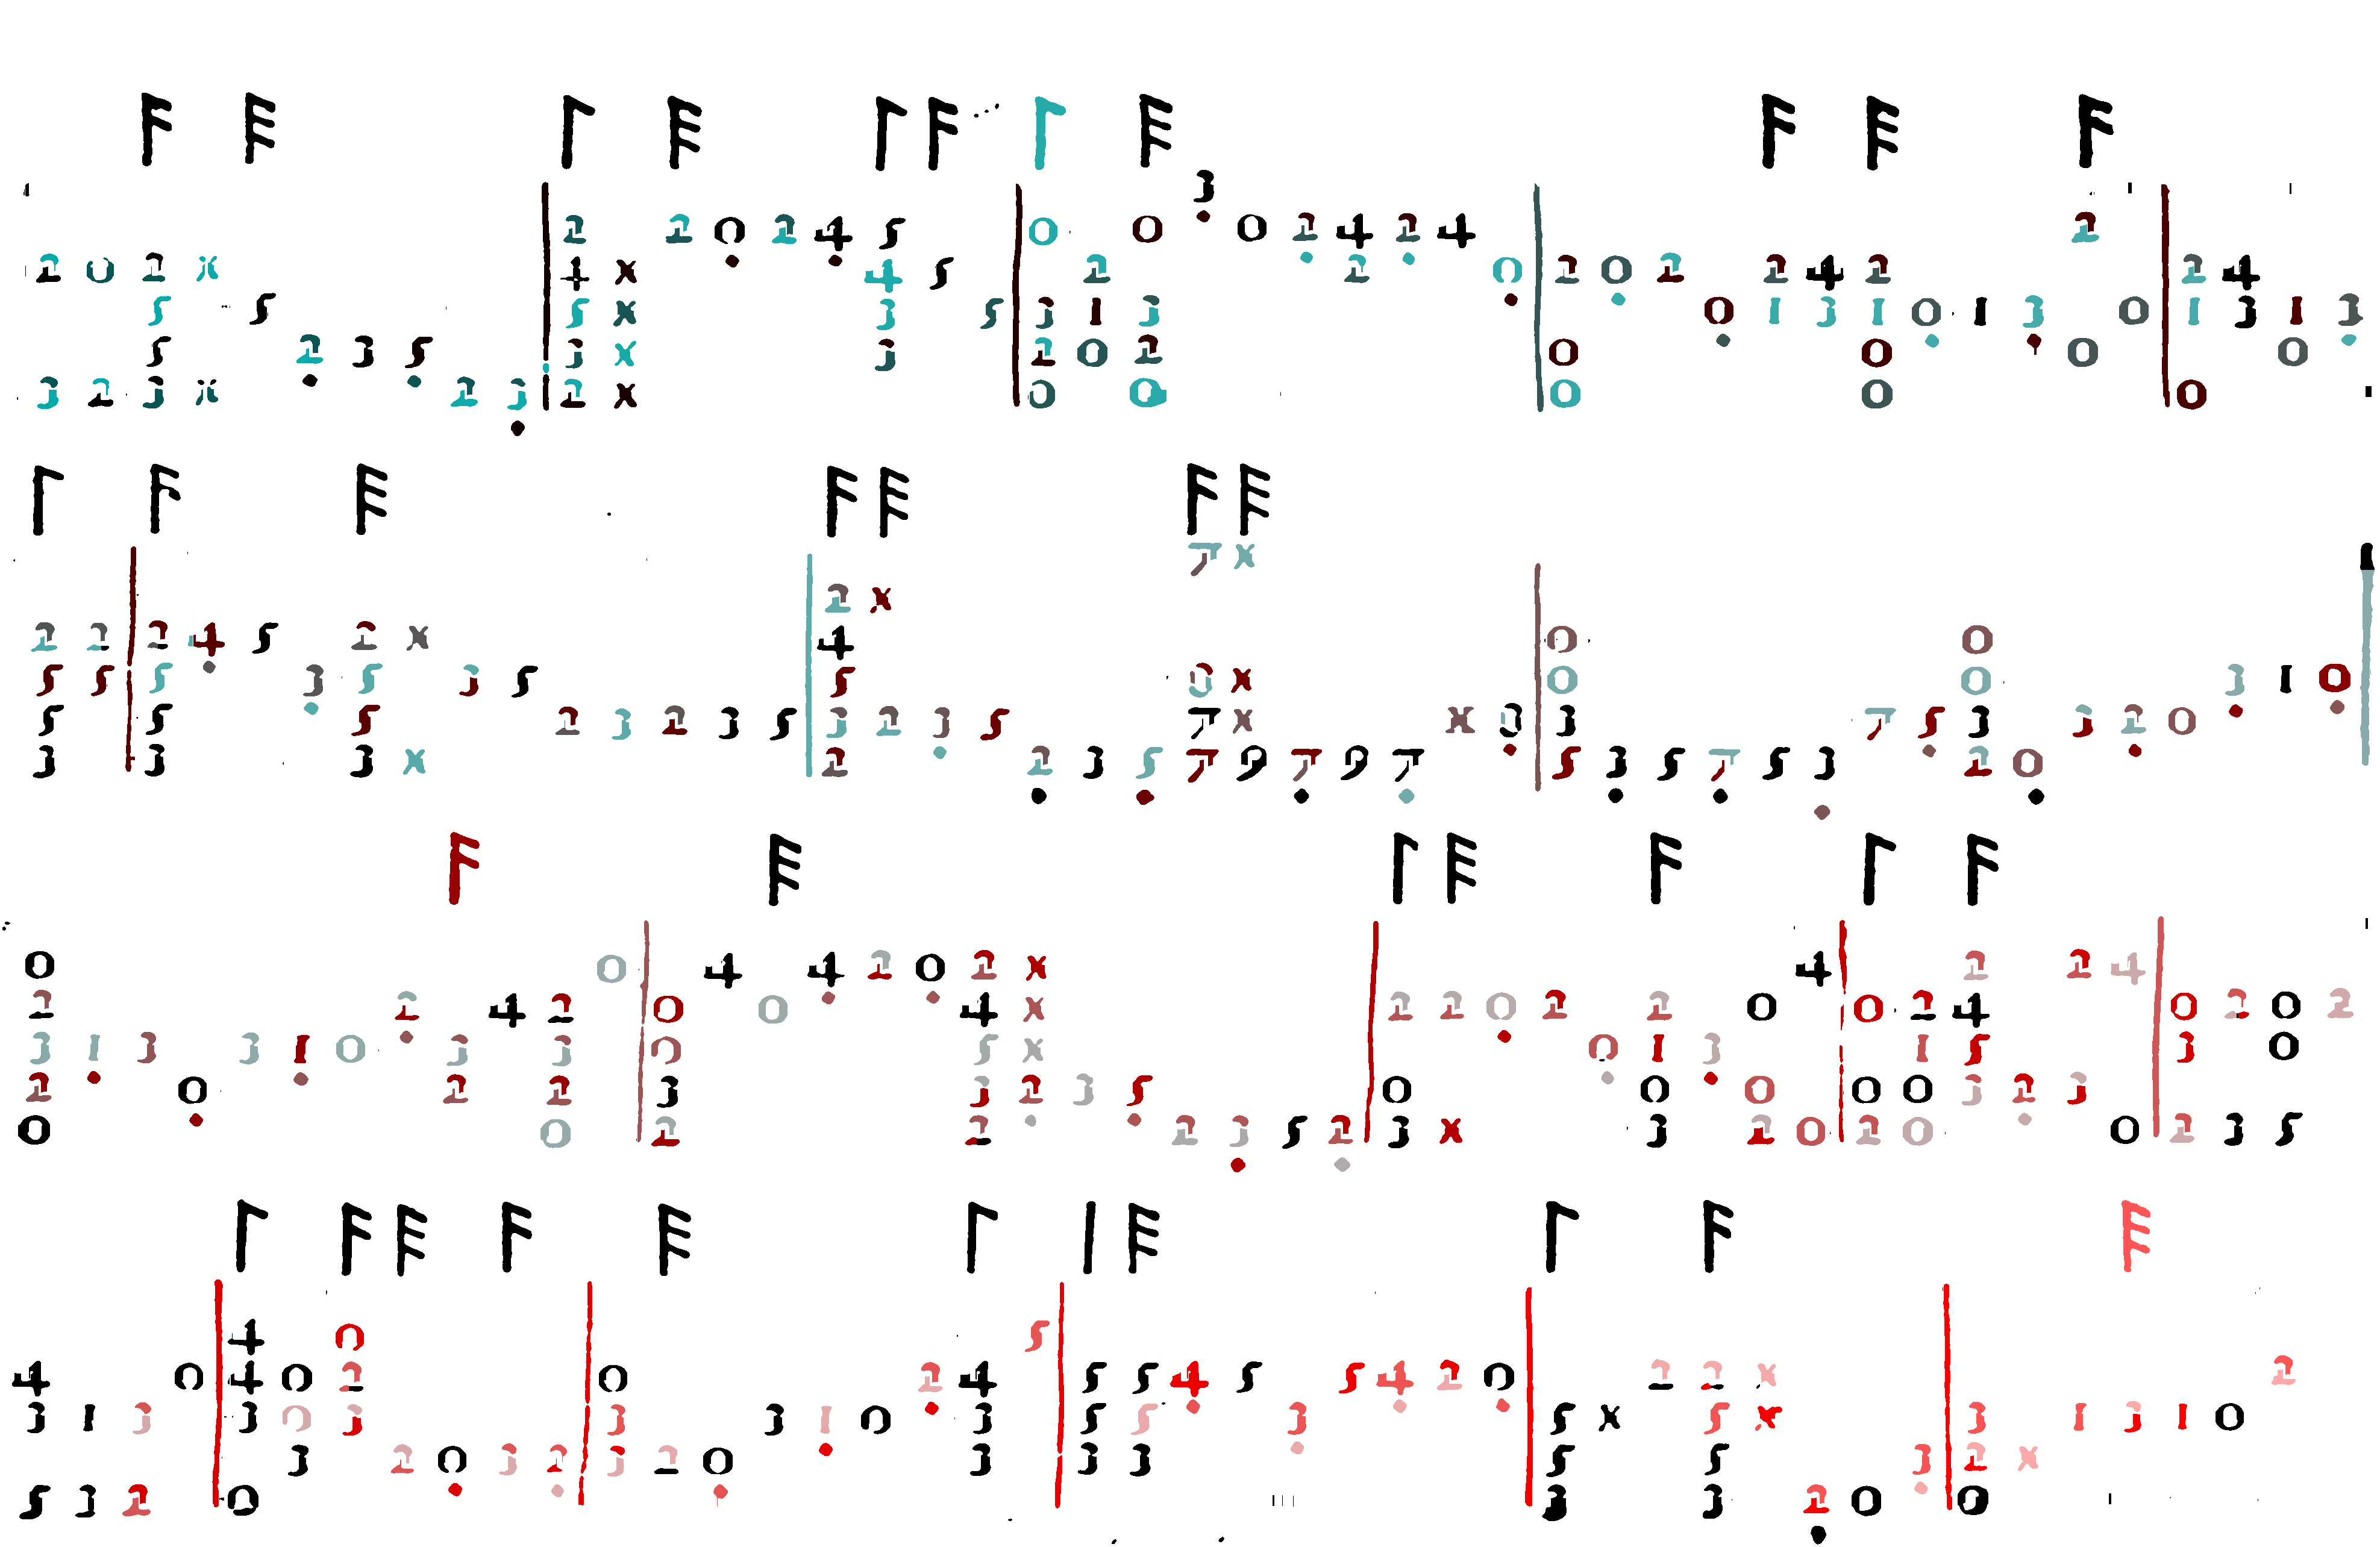 3
2 2 0 2 4 5 0 0 0 2 4 2 4 2
2 0 2 x 4 x 4 5 2 2 0 2 0 2 2 4 2 2 4
5 5 5 x 3 5 3 1 3 0 1 3 1 0 1 3 0 1 3 1 3
5 2 3 5 3 x 3 2 0 2 0 0 0 0
3 2 3 x 2 3 2 x 0 0 0 0 0
7 x
2 x
2 2 2 4 5 2 x 4 0 0
5 5 5 3 5 3 5 5 0 x 0 0 3 1 0
5 5 5 2 3 2 3 5 3 2 3 5 7 x x 0 3 7 5 3 3 2 0
3 3 3 x 2 2 3 5 7 9 7 9 7 5 3 5 7 5 3 2 0
0 0 4 4 2 0 2 x 4 2 2 4
2 2 4 2 0 0 4 x 2 2 0 2 2 0 0 2 4 0 2 0 2
3 1 3 3 1 0 3 3 0 5 x 0 1 3 1 5 3 0
2 0 2 2 3 3 2 3 5 0 0 0 0 0 3 2 3
0 0 2 2 2 3 5 2 3 x 3 2 0 2 0 0 2 3 5
4 0 5
4 0 4 0 2 0 2 4 5 5 4 5 5 4 2 0 2 2 x 2
3 1 3 3 0 3 3 3 1 0 3 5 5 3 5 x 5 x 3 1 3 1 0
3 2 0 3 2 3 2 0 3 3 3 5 5 3 2 x
5 3 2 0 3 3 2 0 0